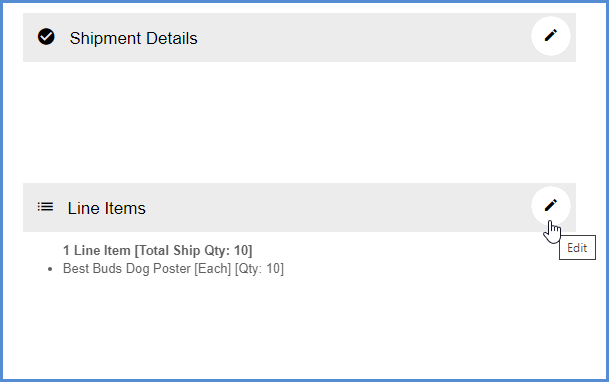 Shipment Details
Line Items
Edit
1 Line Item [Total Ship Qty: 10]
Best Buds Dog Poster [Each] [Qty: 10]